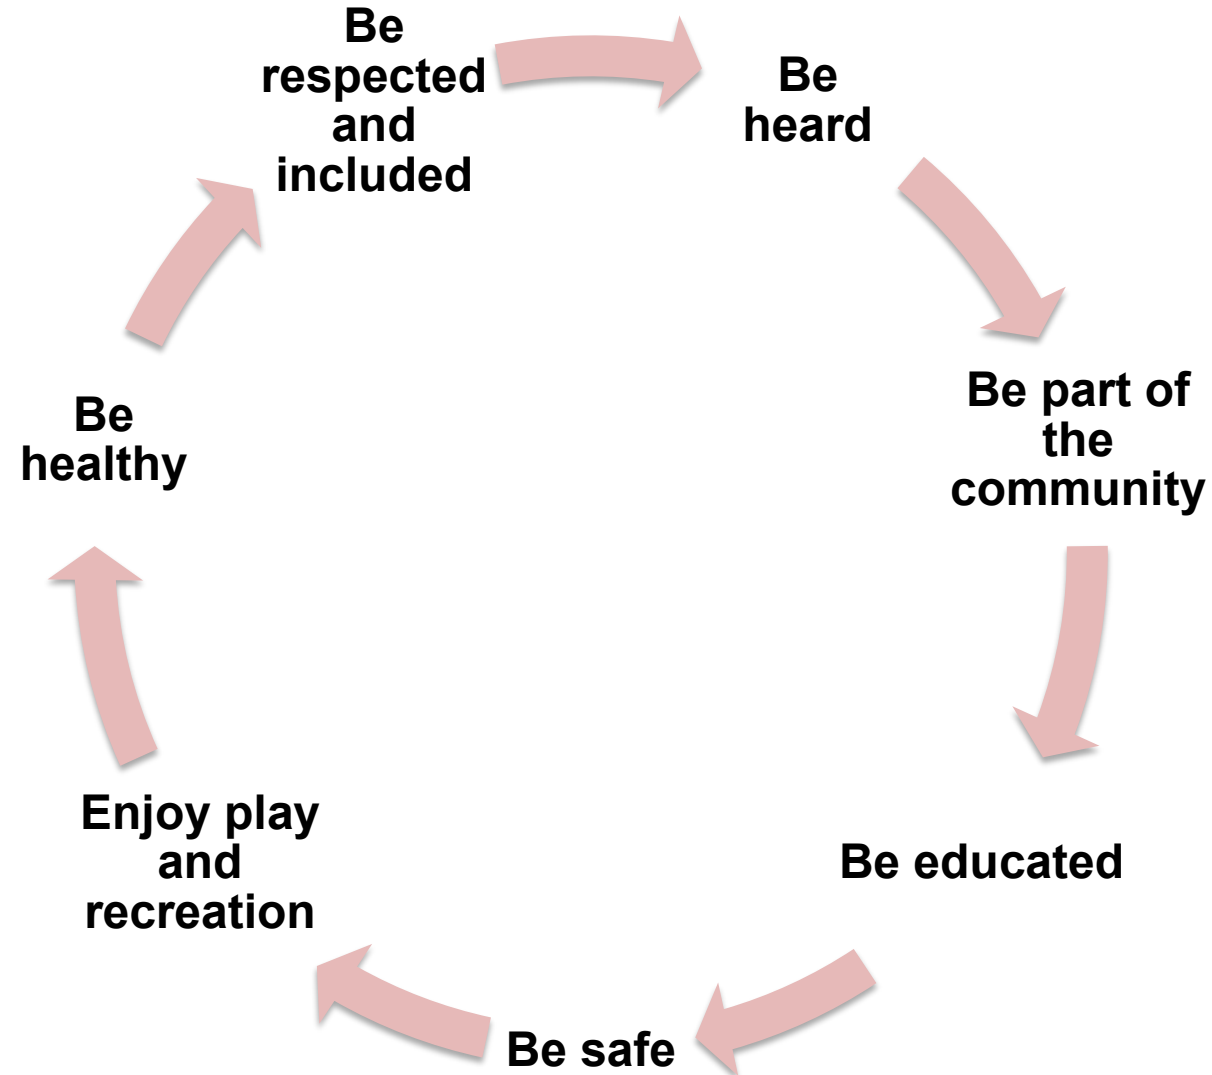 Be
respected
and
included
Be
heard
Be part of
the
community
Be educated
Be safe
Enjoy play
and
recreation
Be
healthy